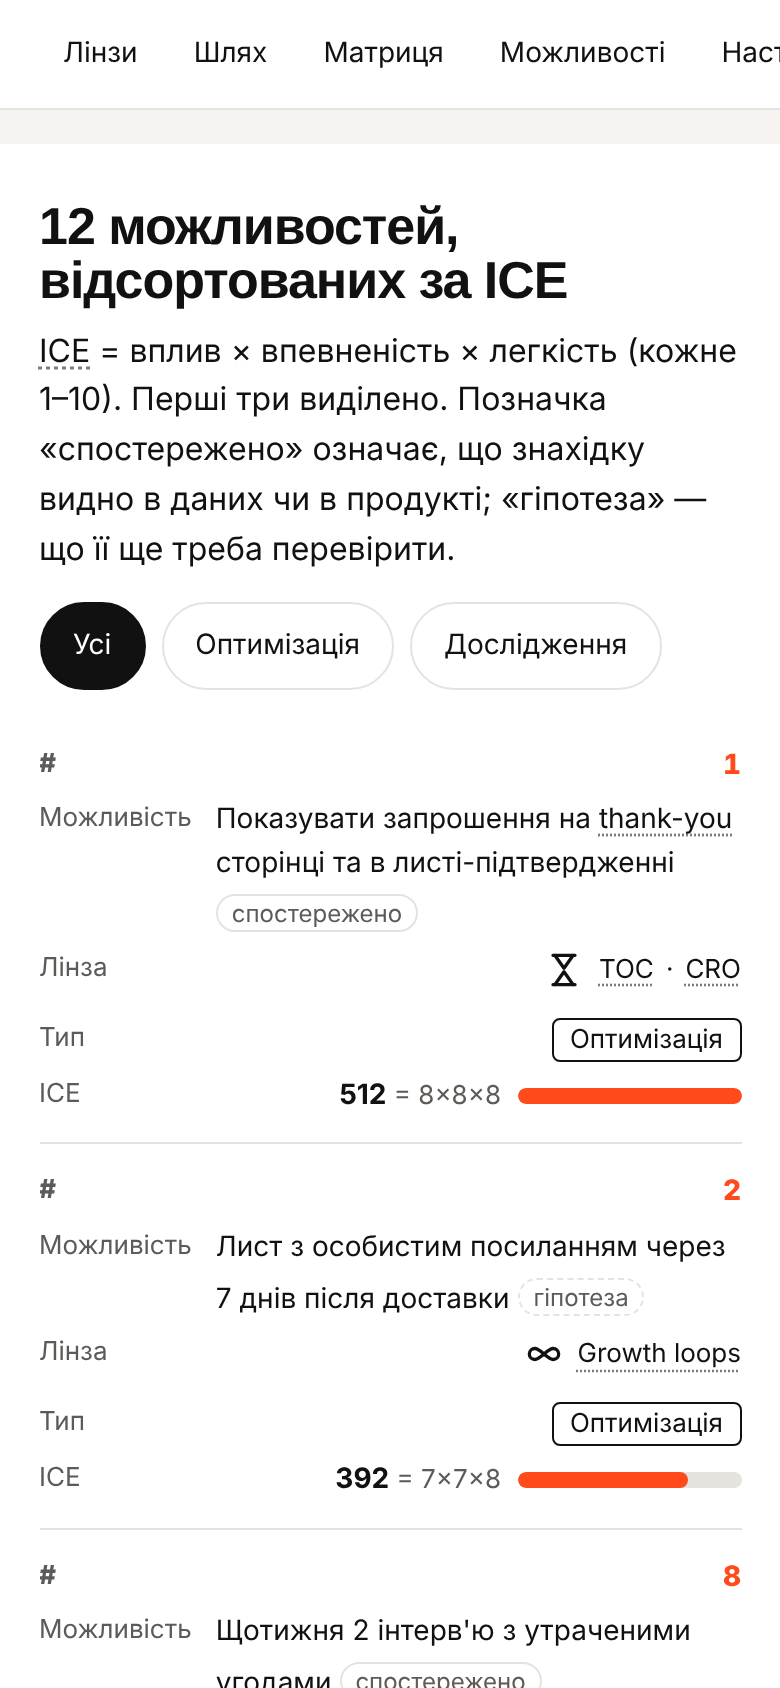 Лінзи Шлях Матриця Можливості Наст
12 можливостей,
відсортованих за ICE
ICE = вплив × впевненість × легкість (кожне
1–10). Перші три виділено. Позначка
«спостережено» означає, що знахідку
видно в даних чи в продукті; «гіпотеза» —
що її ще треба перевірити.
Усі Оптимізація Дослідження
# 1
Можливість Показувати запрошення на thank-you
сторінці та в листі-підтвердженні
спостережено
Лінза TOC · CRO
Тип Оптимізація
ICE 512 = 8×8×8
# 2
Можливість Лист з особистим посиланням через
7 днів після доставки гіпотеза
Лінза Growth loops
Тип Оптимізація
ICE 392 = 7×7×8
# 8
Можливість Щотижня 2 інтерв'ю з утраченими
угодами спостережено